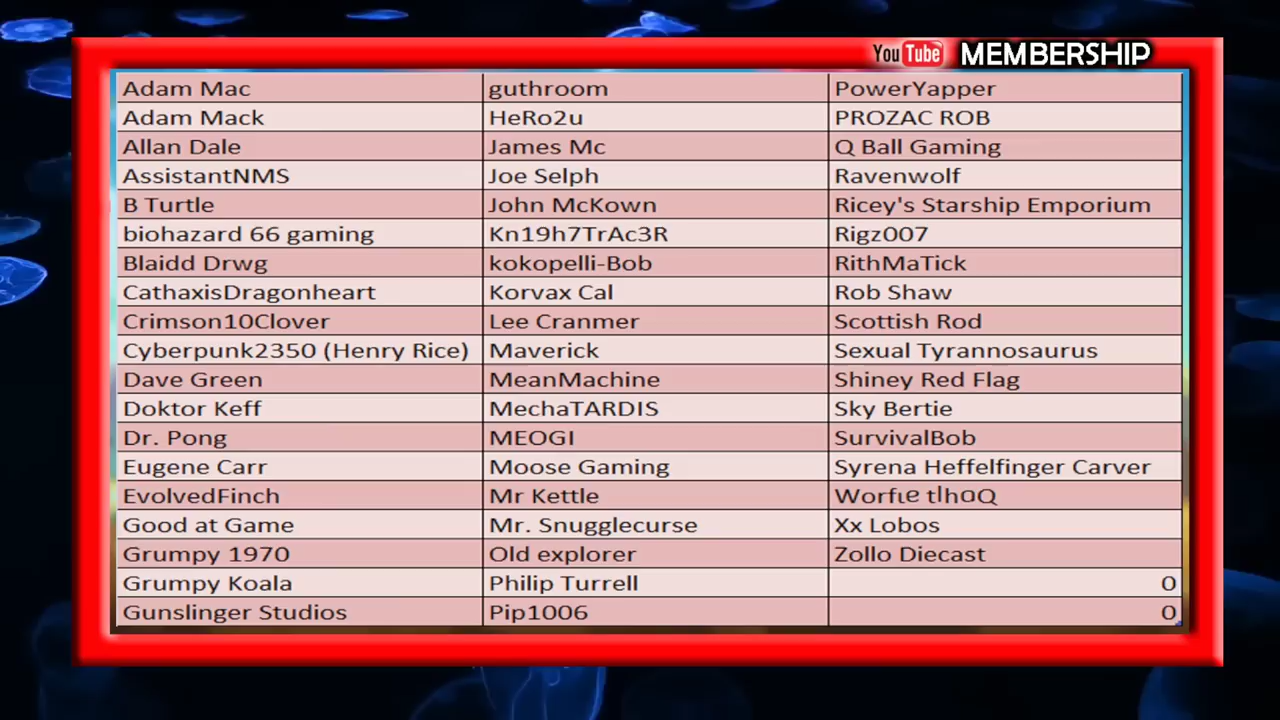 YouTube MEMBERSHIP
Adam Mac guthroom PowerYapper
Adam Mack HeRo2u PROZAC ROB
Allan Dale James Mc Q Ball Gaming
AssistantNMS Joe Selph Ravenwolf
B Turtle John McKown Ricey's Starship Emporium
biohazard 66 gaming Kn19h7TrAc3R Rigz007
Blaidd Drwg kokopelli-Bob RithMaTick
CathaxisDragonheart Korvax Cal Rob Shaw
Crimson10Clover Lee Cranmer Scottish Rod
Cyberpunk2350 (Henry Rice) Maverick Sexual Tyrannosaurus
Dave Green MeanMachine Shiney Red Flag
Doktor Keff MechaTARDIS Sky Bertie
Dr. Pong MEOGI SurvivalBob
Eugene Carr Moose Gaming Syrena Heffelfinger Carver
EvolvedFinch Mr Kettle
Good at Game Mr. Snugglecurse Xx Lobos
Grumpy 1970 Old explorer Zollo Diecast
Grumpy Koala Philip Turrell 0
Gunslinger Studios Pip1006 0